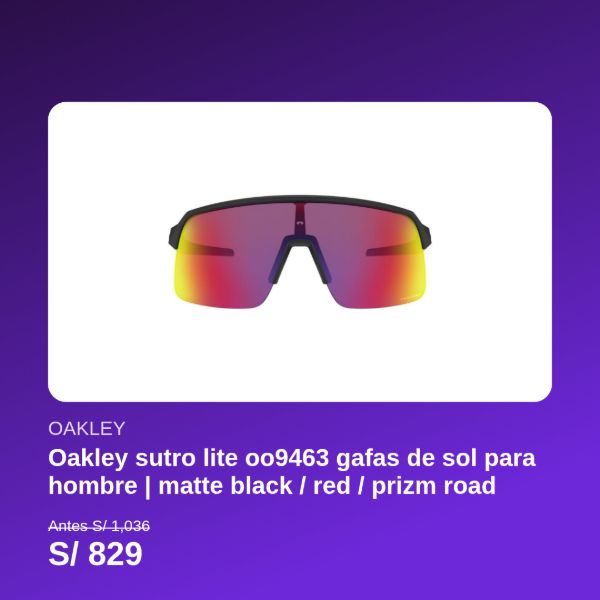 OAKLEY
Oakley sutro lite oo9463 gafas de sol para
hombre | matte black / red / prizm road
Antes S/ 1,036
S/ 829